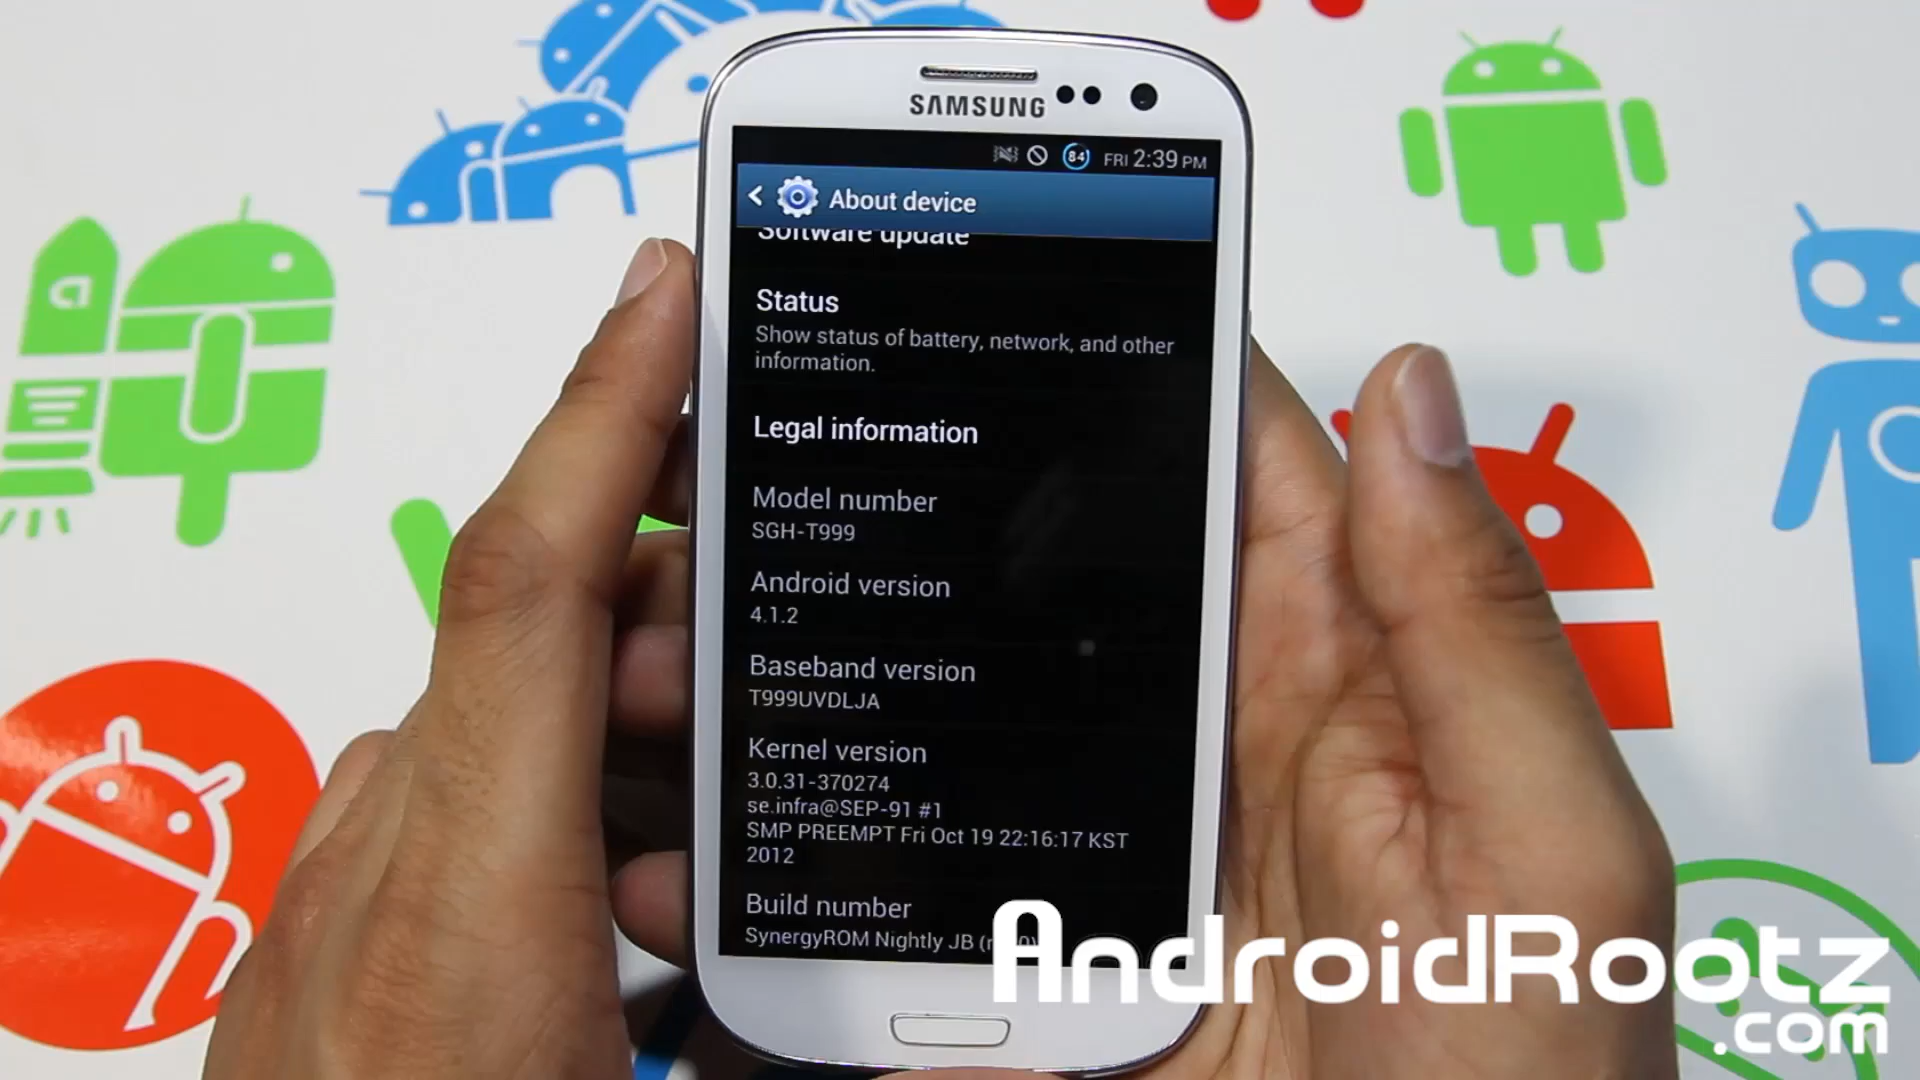 SAMSUNG
84 FRI 2:39 PM
About device
Software update
Status
Show status of battery, network, and other
information.
Legal information
Model number
SGH-T999
Android version
4.1.2
Baseband version
T999UVDLJA
Kernel version
3.0.31-370274
se.infra@SEP-91 #1
SMP PREEMPT Fri Oct 19 22:16:17 KST
2012
Build number
SynergyROM Nightly JB
AndroidRootz
.com